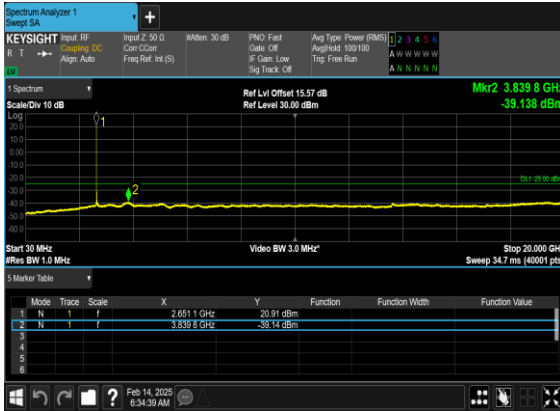 Spectrum Analyzer 1
Swept SA
+
KEYSIGHT Input: RF Input Z: 50 Ω #Atten: 30 dB PNO: Fast Avg Type: Power (RMS) 1 2 3 4 5 6
R T Coupling: DC Corr CCorr Gate: Off Avg|Hold: 100/100 A W W W W W
Align: Auto Freq Ref: Int (S) IF Gain: Low Trig: Free Run
Sig Track: Off A N N N N N
1 Spectrum Ref Lvl Offset 15.57 dB Mkr2 3.839 8 GHz
Scale/Div 10 dB Ref Level 30.00 dBm -39.138 dBm
Log
1
20.0
10.0
0.00
-10.0
-20.0
DL1 -25.00 dBm
-30.0
2
-40.0
-50.0
-60.0
Start 30 MHz Video BW 3.0 MHz* Stop 20.000 GHz
#Res BW 1.0 MHz Sweep 34.7 ms (40001 pts)
5 Marker Table
Mode Trace Scale X Y Function Function Width Function Value
1 N 1 f 2.651 1 GHz 20.91 dBm
2 N 1 f 3.839 8 GHz -39.14 dBm
3
4
5
6
? Feb 14, 2025
6:34:39 AM